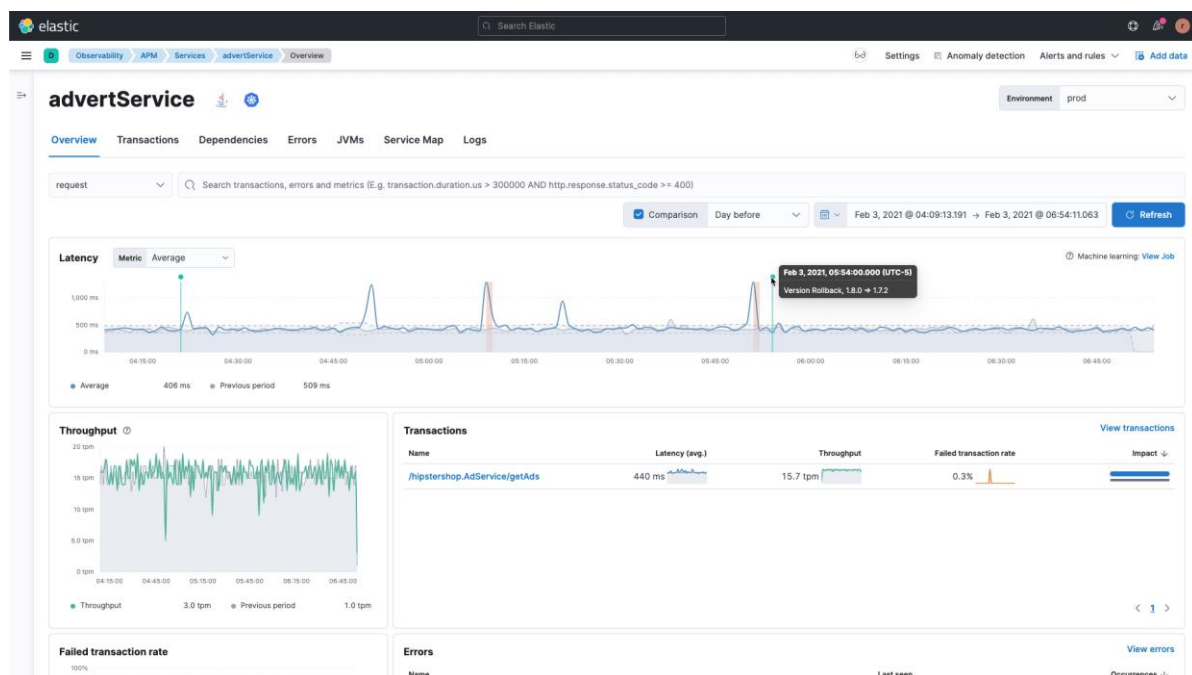 elastic
Search Elastic
r
D
Observability
APM
Services
advertService
Overview
Settings
Anomaly detection
Alerts and rules
Add data
advertService
Environment
prod
Overview
Transactions
Dependencies
Errors
JVMs
Service Map
Logs
request
Search transactions, errors and metrics (E.g. transaction.duration.us > 300000 AND http.response.status_code >= 400)
Comparison
Day before
Feb 3, 2021 @ 04:09:13.191 → Feb 3, 2021 @ 06:54:11.063
Refresh
Latency
Metric
Average
Machine learning: View Job
Feb 3, 2021, 05:54:00.000 (UTC-5)
Version Rollback, 1.8.0 => 1.7.2
1,000 ms
500 ms
0 ms
04:15:00
04:30:00
04:45:00
05:00:00
05:15:00
05:30:00
05:45:00
06:00:00
06:15:00
06:30:00
06:45:00
Average 406 ms
Previous period 509 ms
Throughput
20 tpm
15 tpm
10 tpm
5.0 tpm
0 tpm
04:15:00
04:45:00
05:15:00
05:45:00
06:15:00
06:45:00
Throughput 3.0 tpm
Previous period 1.0 tpm
Transactions
View transactions
Name
Latency (avg.)
Throughput
Failed transaction rate
Impact
/hipstershop.AdService/getAds
440 ms
15.7 tpm
0.3%
< 1 >
Failed transaction rate
100%
Errors
View errors
Name
Last seen
Occurrences